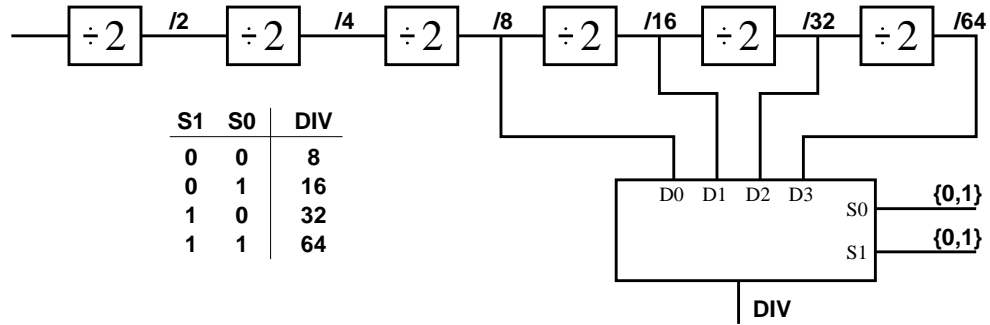 ÷2 /2 ÷2 /4 ÷2 /8 ÷2 /16 ÷2 /32 ÷2 /64
S1 S0 DIV
0 0 8
0 1 16
1 0 32
1 1 64
D0 D1 D2 D3
S0 {0,1}
S1 {0,1}
DIV